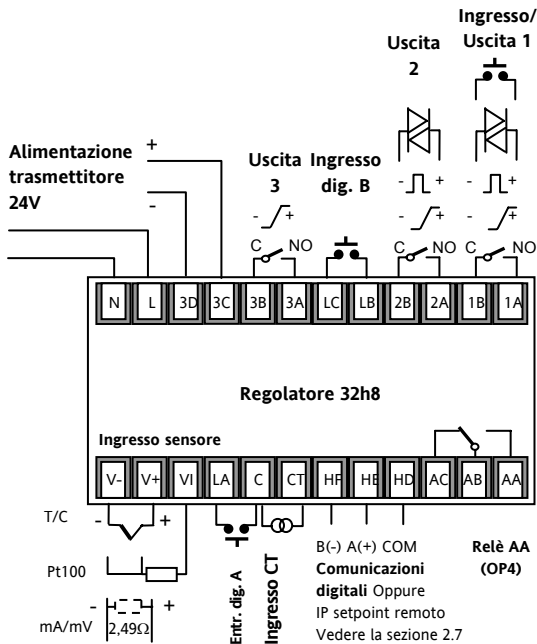 Ingresso/
Uscita 1
Uscita
2
Alimentazione
trasmettitore
24V
+
-
Uscita
3
Ingresso
dig. B
- +
- +
- +
- +
- +
C NO
C NO
C NO
N L 3D 3C 3B 3A LC LB 2B 2A 1B 1A
Regolatore 32h8
Ingresso sensore
V- V+ VI LA C CT HF HE HD AC AB AA
T/C - +
Pt100
mA/mV - + 2,49Ω
Entr. dig. A
Ingresso CT
B(-) A(+) COM
Comunicazioni
digitali Oppure
IP setpoint remoto
Vedere la sezione 2.7
Relè AA
(OP4)